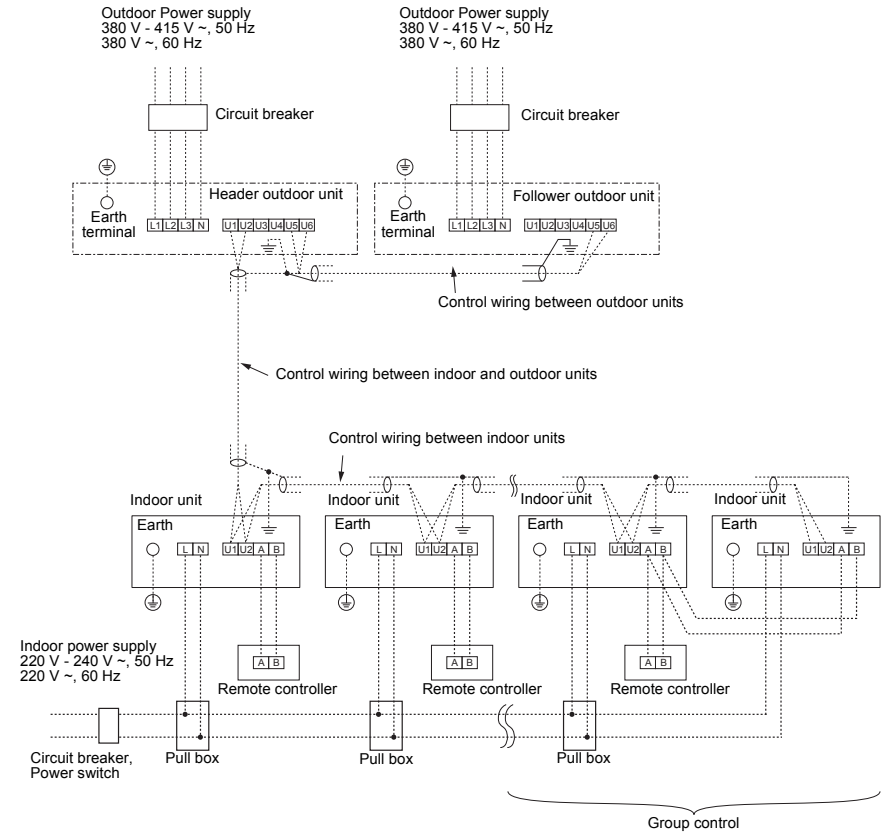 Outdoor Power supply
380 V - 415 V ~, 50 Hz
380 V ~, 60 Hz
Outdoor Power supply
380 V - 415 V ~, 50 Hz
380 V ~, 60 Hz
Circuit breaker
Circuit breaker
Header outdoor unit
Follower outdoor unit
Earth
terminal
L1 L2 L3 N
U1 U2 U3 U4 U5 U6
Earth
terminal
L1 L2 L3 N
U1 U2 U3 U4 U5 U6
Control wiring between outdoor units
Control wiring between indoor and outdoor units
Control wiring between indoor units
Indoor unit
Indoor unit
Indoor unit
Indoor unit
Earth
Earth
Earth
Earth
L N
U1 U2 A B
L N
U1 U2 A B
L N
U1 U2 A B
L N
U1 U2 A B
Indoor power supply
220 V - 240 V ~, 50 Hz
220 V ~, 60 Hz
A B
A B
A B
Remote controller
Remote controller
Remote controller
Circuit breaker,
Power switch
Pull box
Pull box
Pull box
Group control